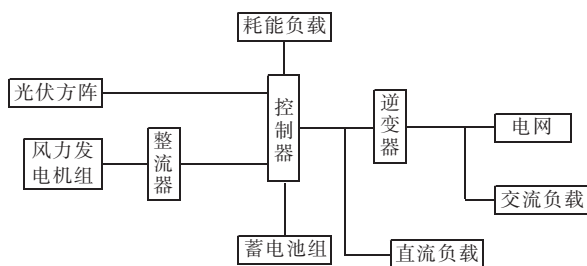 耗能负载
光伏方阵
控制器
逆变器
电网
风力发
电机组
整流器
交流负载
蓄电池组
直流负载